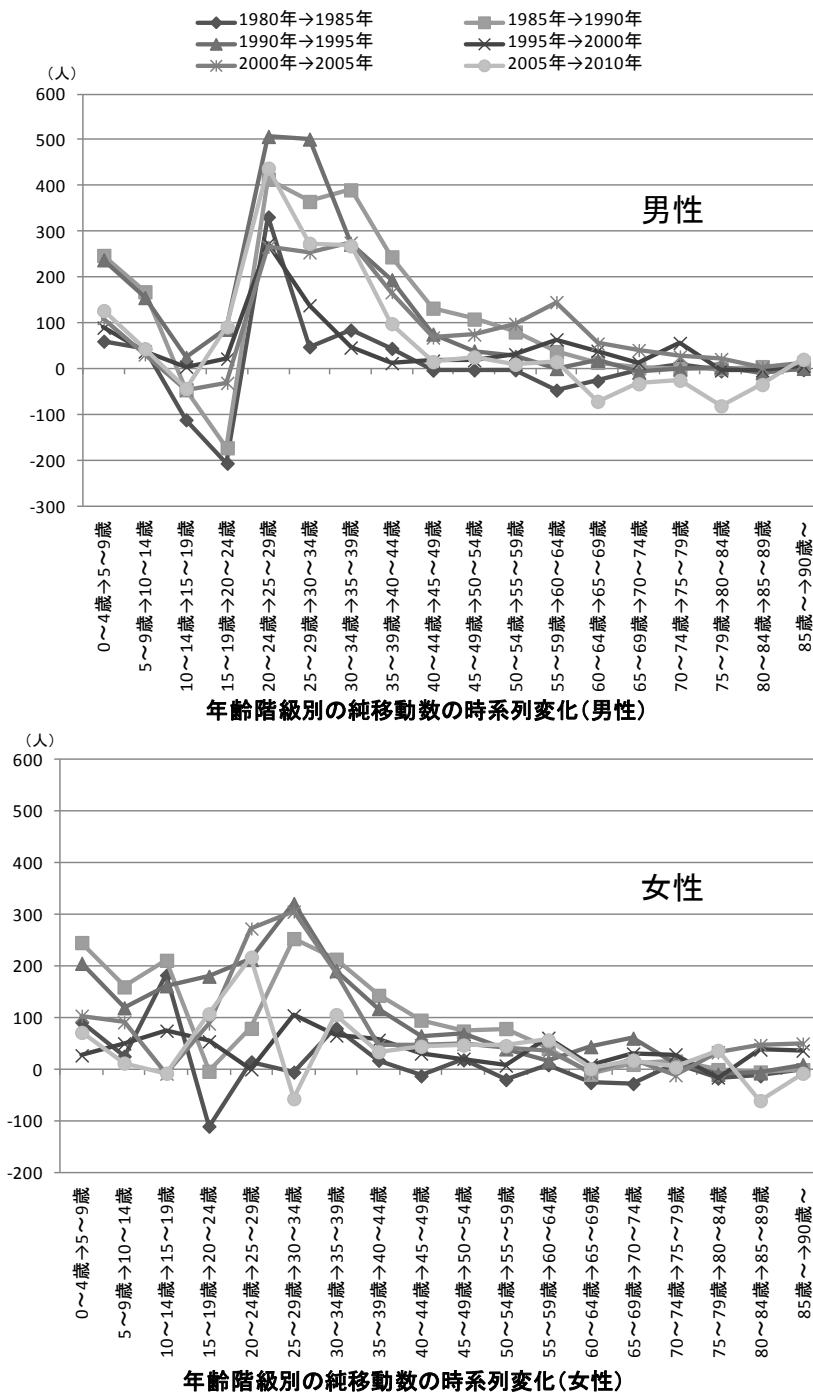 1980年→1985年
1985年→1990年
1990年→1995年
1995年→2000年
2000年→2005年
2005年→2010年
（人）
600
500
400
300
200
100
0
-100
-200
-300
男性
0～4歳→5～9歳
5～9歳→10～14歳
10～14歳→15～19歳
15～19歳→20～24歳
20～24歳→25～29歳
25～29歳→30～34歳
30～34歳→35～39歳
35～39歳→40～44歳
40～44歳→45～49歳
45～49歳→50～54歳
50～54歳→55～59歳
55～59歳→60～64歳
60～64歳→65～69歳
65～69歳→70～74歳
70～74歳→75～79歳
75～79歳→80～84歳
80～84歳→85～89歳
85歳～→90歳～
年齢階級別の純移動数の時系列変化（男性）
（人）
600
500
400
300
200
100
0
-100
-200
女性
0～4歳→5～9歳
5～9歳→10～14歳
10～14歳→15～19歳
15～19歳→20～24歳
20～24歳→25～29歳
25～29歳→30～34歳
30～34歳→35～39歳
35～39歳→40～44歳
40～44歳→45～49歳
45～49歳→50～54歳
50～54歳→55～59歳
55～59歳→60～64歳
60～64歳→65～69歳
65～69歳→70～74歳
70～74歳→75～79歳
75～79歳→80～84歳
80～84歳→85～89歳
85歳～→90歳～
年齢階級別の純移動数の時系列変化（女性）